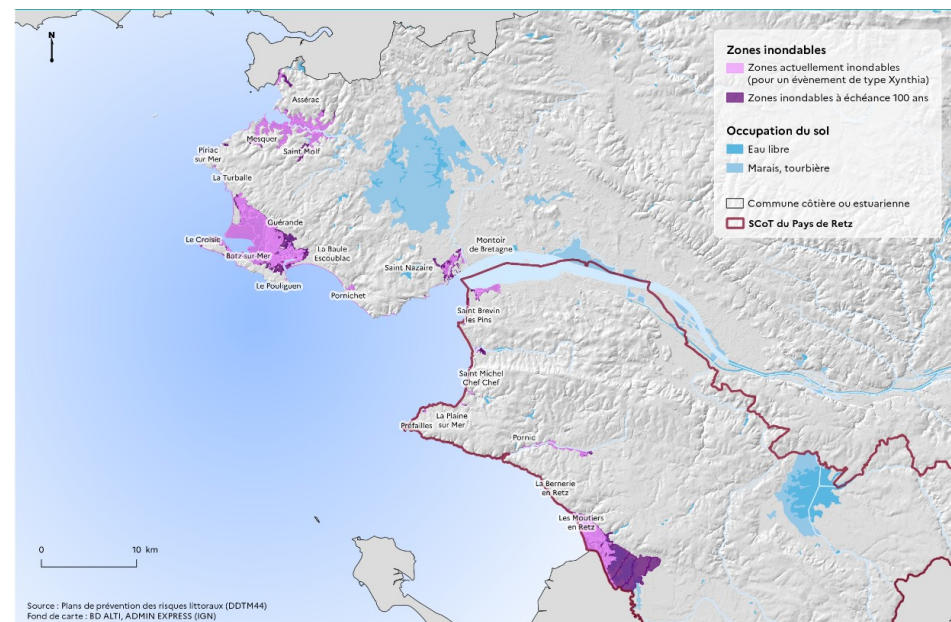 N
Zones inondables
Zones actuellement inondables
(pour un évènement de type Xynthia)
Zones inondables à échéance 100 ans
Occupation du sol
Eau libre
Marais, tourbière
Commune côtière ou estuarienne
SCoT du Pays de Retz
Assérac
Mesquer
Saint Molf
Piriac
sur Mer
La Turballe
Guérande
Le Croisic
Batz-sur-Mer
La Baule
Escoublac
Le Pouliguen
Pornichet
Saint Nazaire
Montoir
de Bretagne
Saint Brevin
les Pins
Saint Michel
Chef Chef
La Plaine
sur Mer
Préfailles
Pornic
La Bernerie
en Retz
Les Moutiers
en Retz
0 10 km
Source : Plans de prévention des risques littoraux (DDTM44)
Fond de carte : BD ALTI, ADMIN EXPRESS (IGN)